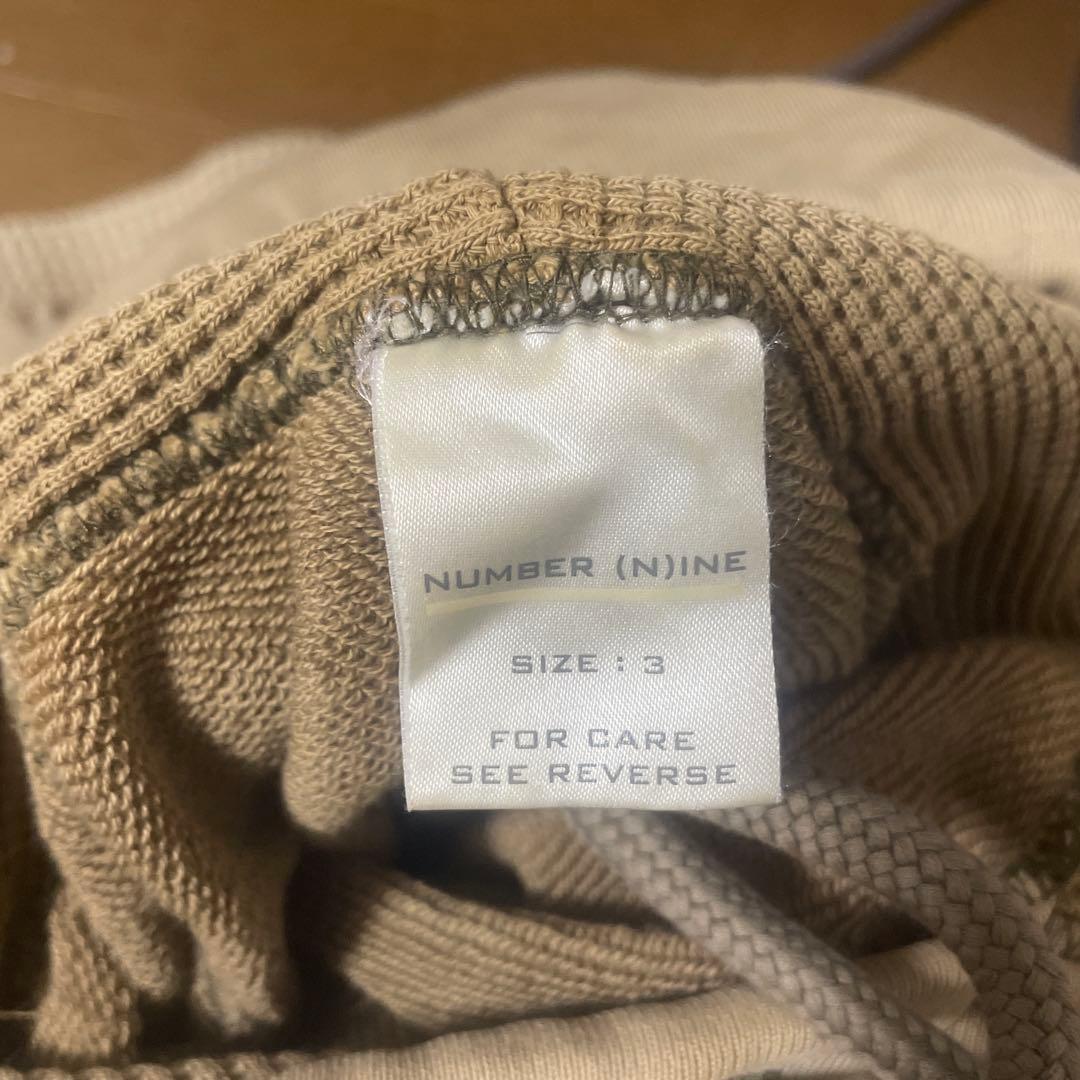 NUMBER (N)INE
SIZE : 3
FOR CARE
SEE REVERSE